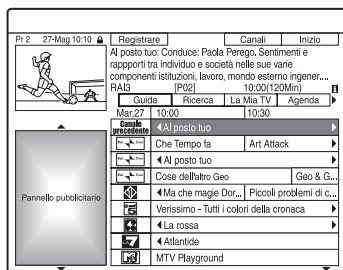 Pr 2 27-Mag 10:10
Registrare Canali Inizio
Al posto tuo: Conduce: Paola Perego. Sentimenti e
rappporti tra individuo e società nelle sue varie
componenti istituzioni, lavoro, mondo esterno ingener....
RAI3 [P02] 10:00(120Min)
Guida Ricerca La Mia TV Agenda
Mar,27 10:00 10:30
Canale precedente
Al posto tuo
Che Tempo fa Art Attack
Al posto tuo
Cose dell'altro Geo Geo & G...
Ma che magie Dor... Piccoli problemi di c...
Verissimo - Tutti i colori della cronaca
La rossa
Atlantide
MTV Playground
Pannello pubblicitario